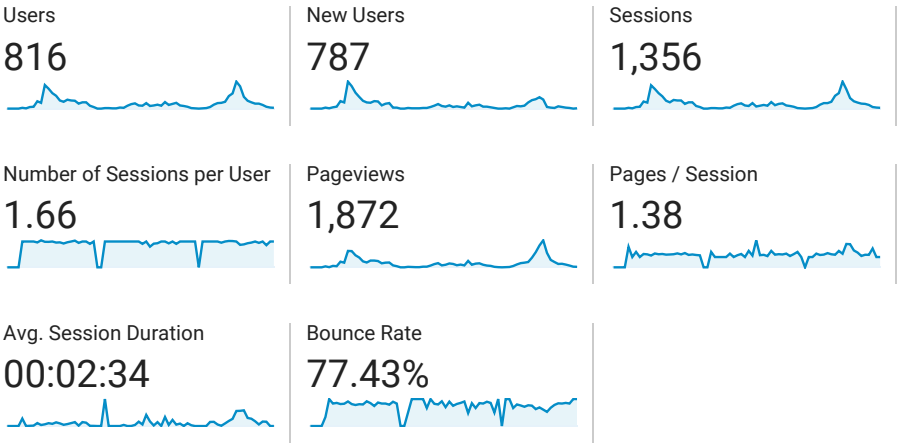 Users
816
New Users
787
Sessions
1,356
Number of Sessions per User
1.66
Pageviews
1,872
Pages / Session
1.38
Avg. Session Duration
00:02:34
Bounce Rate
77.43%